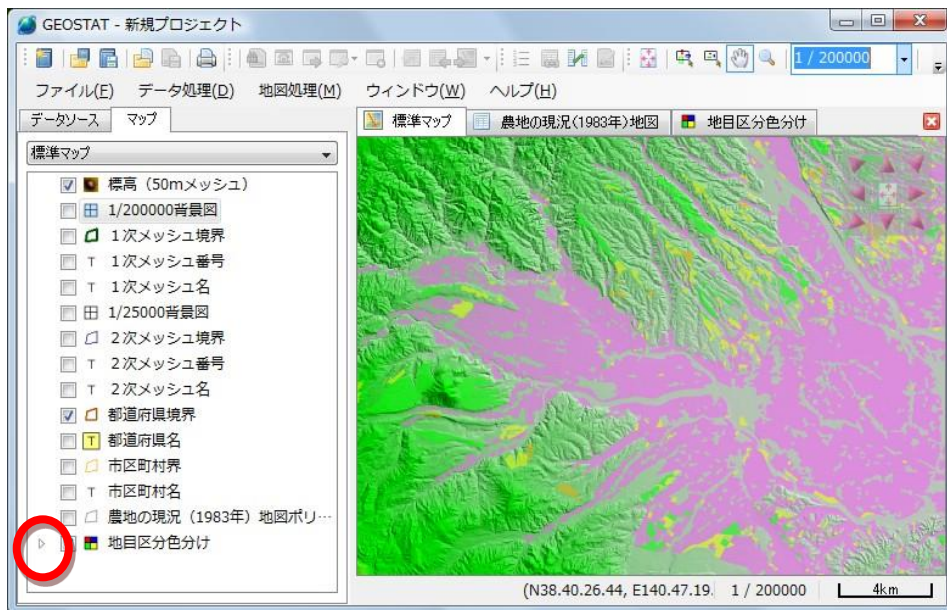 GEOSTAT - 新規プロジェクト
1 / 200000
ファイル(F) データ処理(D) 地図処理(M) ウィンドウ(W) ヘルプ(H)
データソース マップ
標準マップ 農地の現況(1983年)地図 地目区分色分け
標準マップ
標高（50mメッシュ）
1/200000背景図
1次メッシュ境界
T 1次メッシュ番号
T 1次メッシュ名
1/25000背景図
2次メッシュ境界
T 2次メッシュ番号
T 2次メッシュ名
都道府県境界
T 都道府県名
市区町村界
T 市区町村名
農地の現況（1983年）地図ポリ…
地目区分色分け
(N38.40.26.44, E140.47.19. 1 / 200000 4km